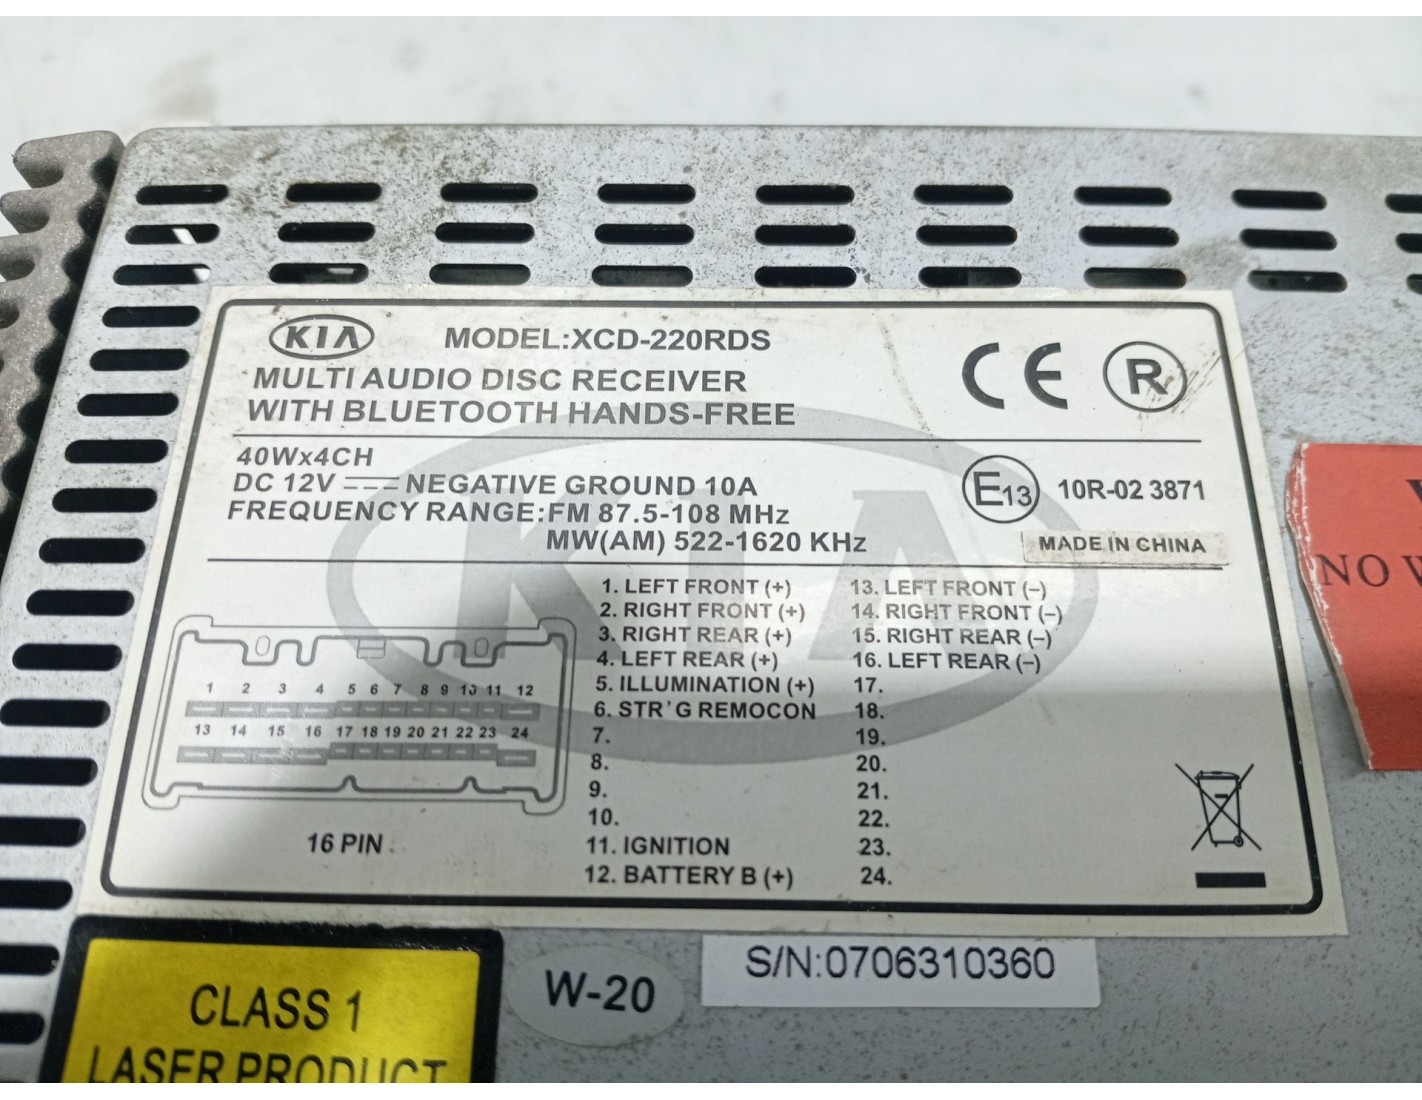 KIA MODEL:XCD-220RDS
MULTI AUDIO DISC RECEIVER
WITH BLUETOOTH HANDS-FREE
CE R
40Wx4CH
DC 12V NEGATIVE GROUND 10A
FREQUENCY RANGE:FM 87.5-108 MHz
MW(AM) 522-1620 KHz
E13 10R-02 3871
MADE IN CHINA
KIA
1 2 3 4 5 6 7 8 9 10 11 12
13 14 15 16 17 18 19 20 21 22 23 24
16 PIN
1. LEFT FRONT (+)
2. RIGHT FRONT (+)
3. RIGHT REAR (+)
4. LEFT REAR (+)
5. ILLUMINATION (+)
6. STR'G REMOCON
7.
8.
9.
10.
11. IGNITION
12. BATTERY B (+)
13. LEFT FRONT (–)
14. RIGHT FRONT (–)
15. RIGHT REAR (–)
16. LEFT REAR (–)
17.
18.
19.
20.
21.
22.
23.
24.
NO
S/N:0706310360
W-20
CLASS 1
LASER PRODUCT